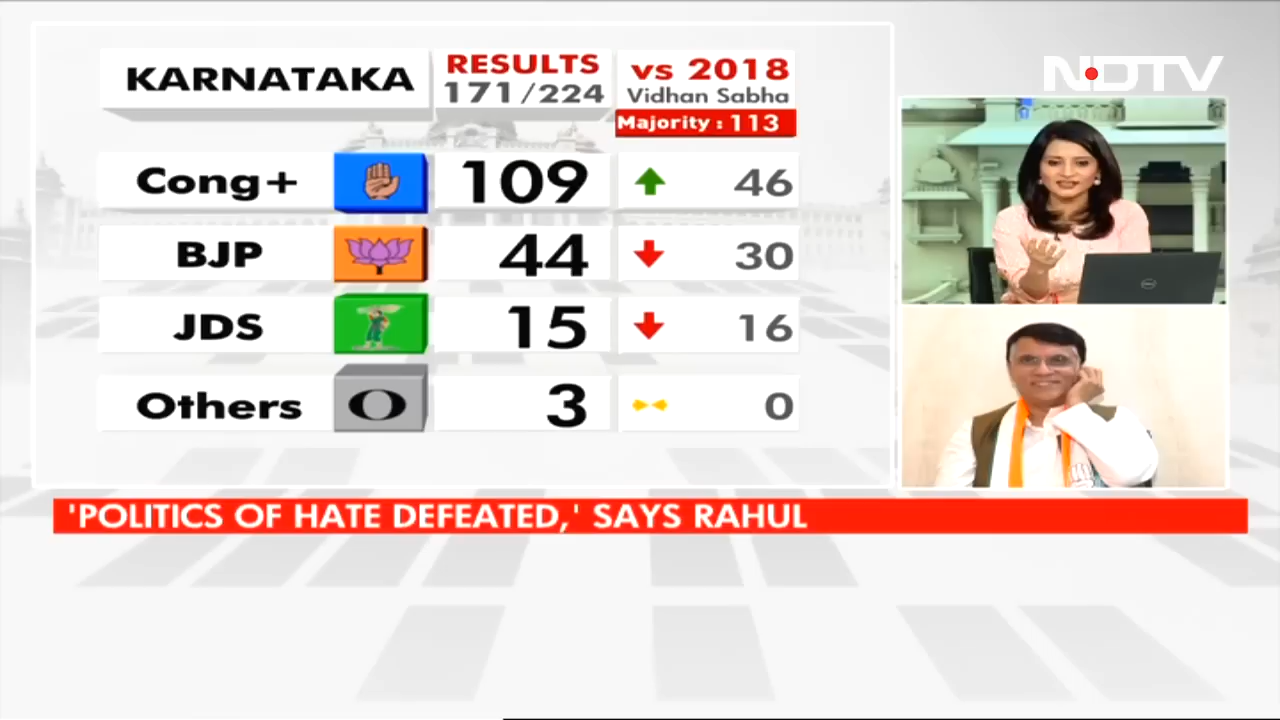 NDTV
KARNATAKA
RESULTS
171/224
vs 2018
Vidhan Sabha
Majority : 113
Cong+ 109 46
BJP 44 30
JDS 15 16
Others O 3 0
'POLITICS OF HATE DEFEATED,' SAYS RAHUL